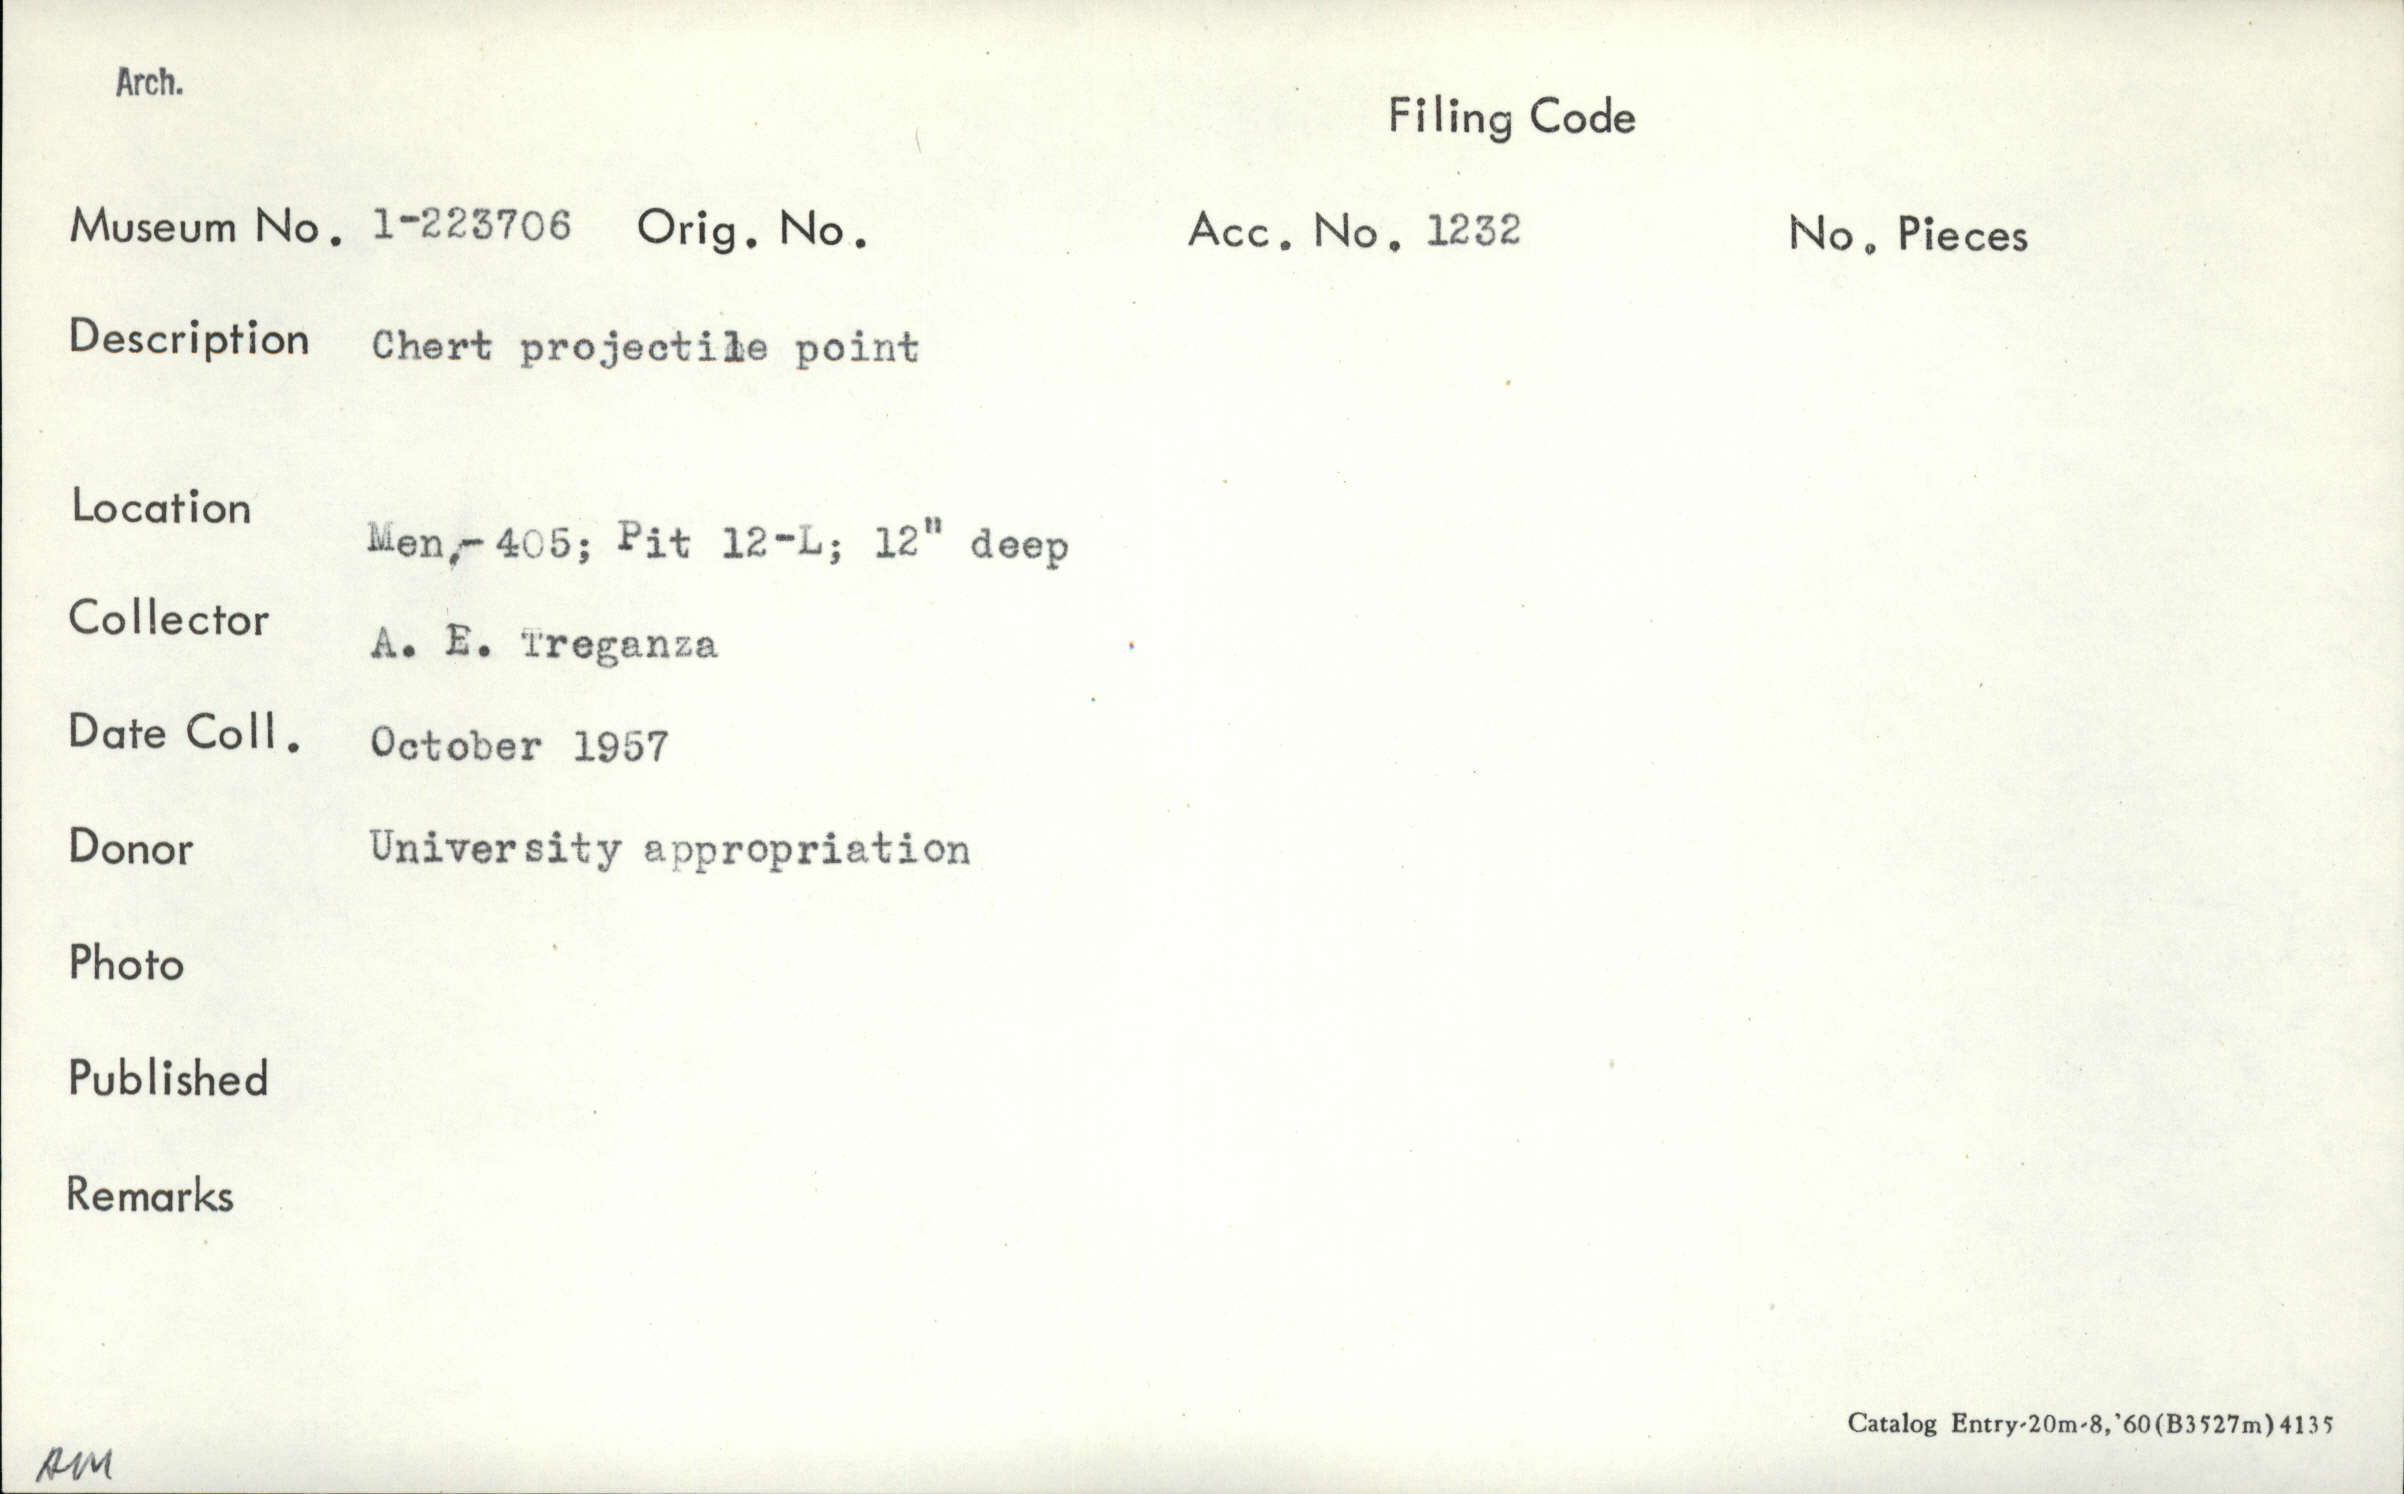 Arch.
Filing Code
Museum No. 1-223706 Orig. No. Acc. No. 1232 No. Pieces
Description Chert projectile point
Location Men.-405; Pit 12-L; 12" deep
Collector A. E. Treganza
Date Coll. October 1957
Donor University appropriation
Photo
Published
Remarks
Catalog Entry-20m-8,'60(B3527m)4135
AM